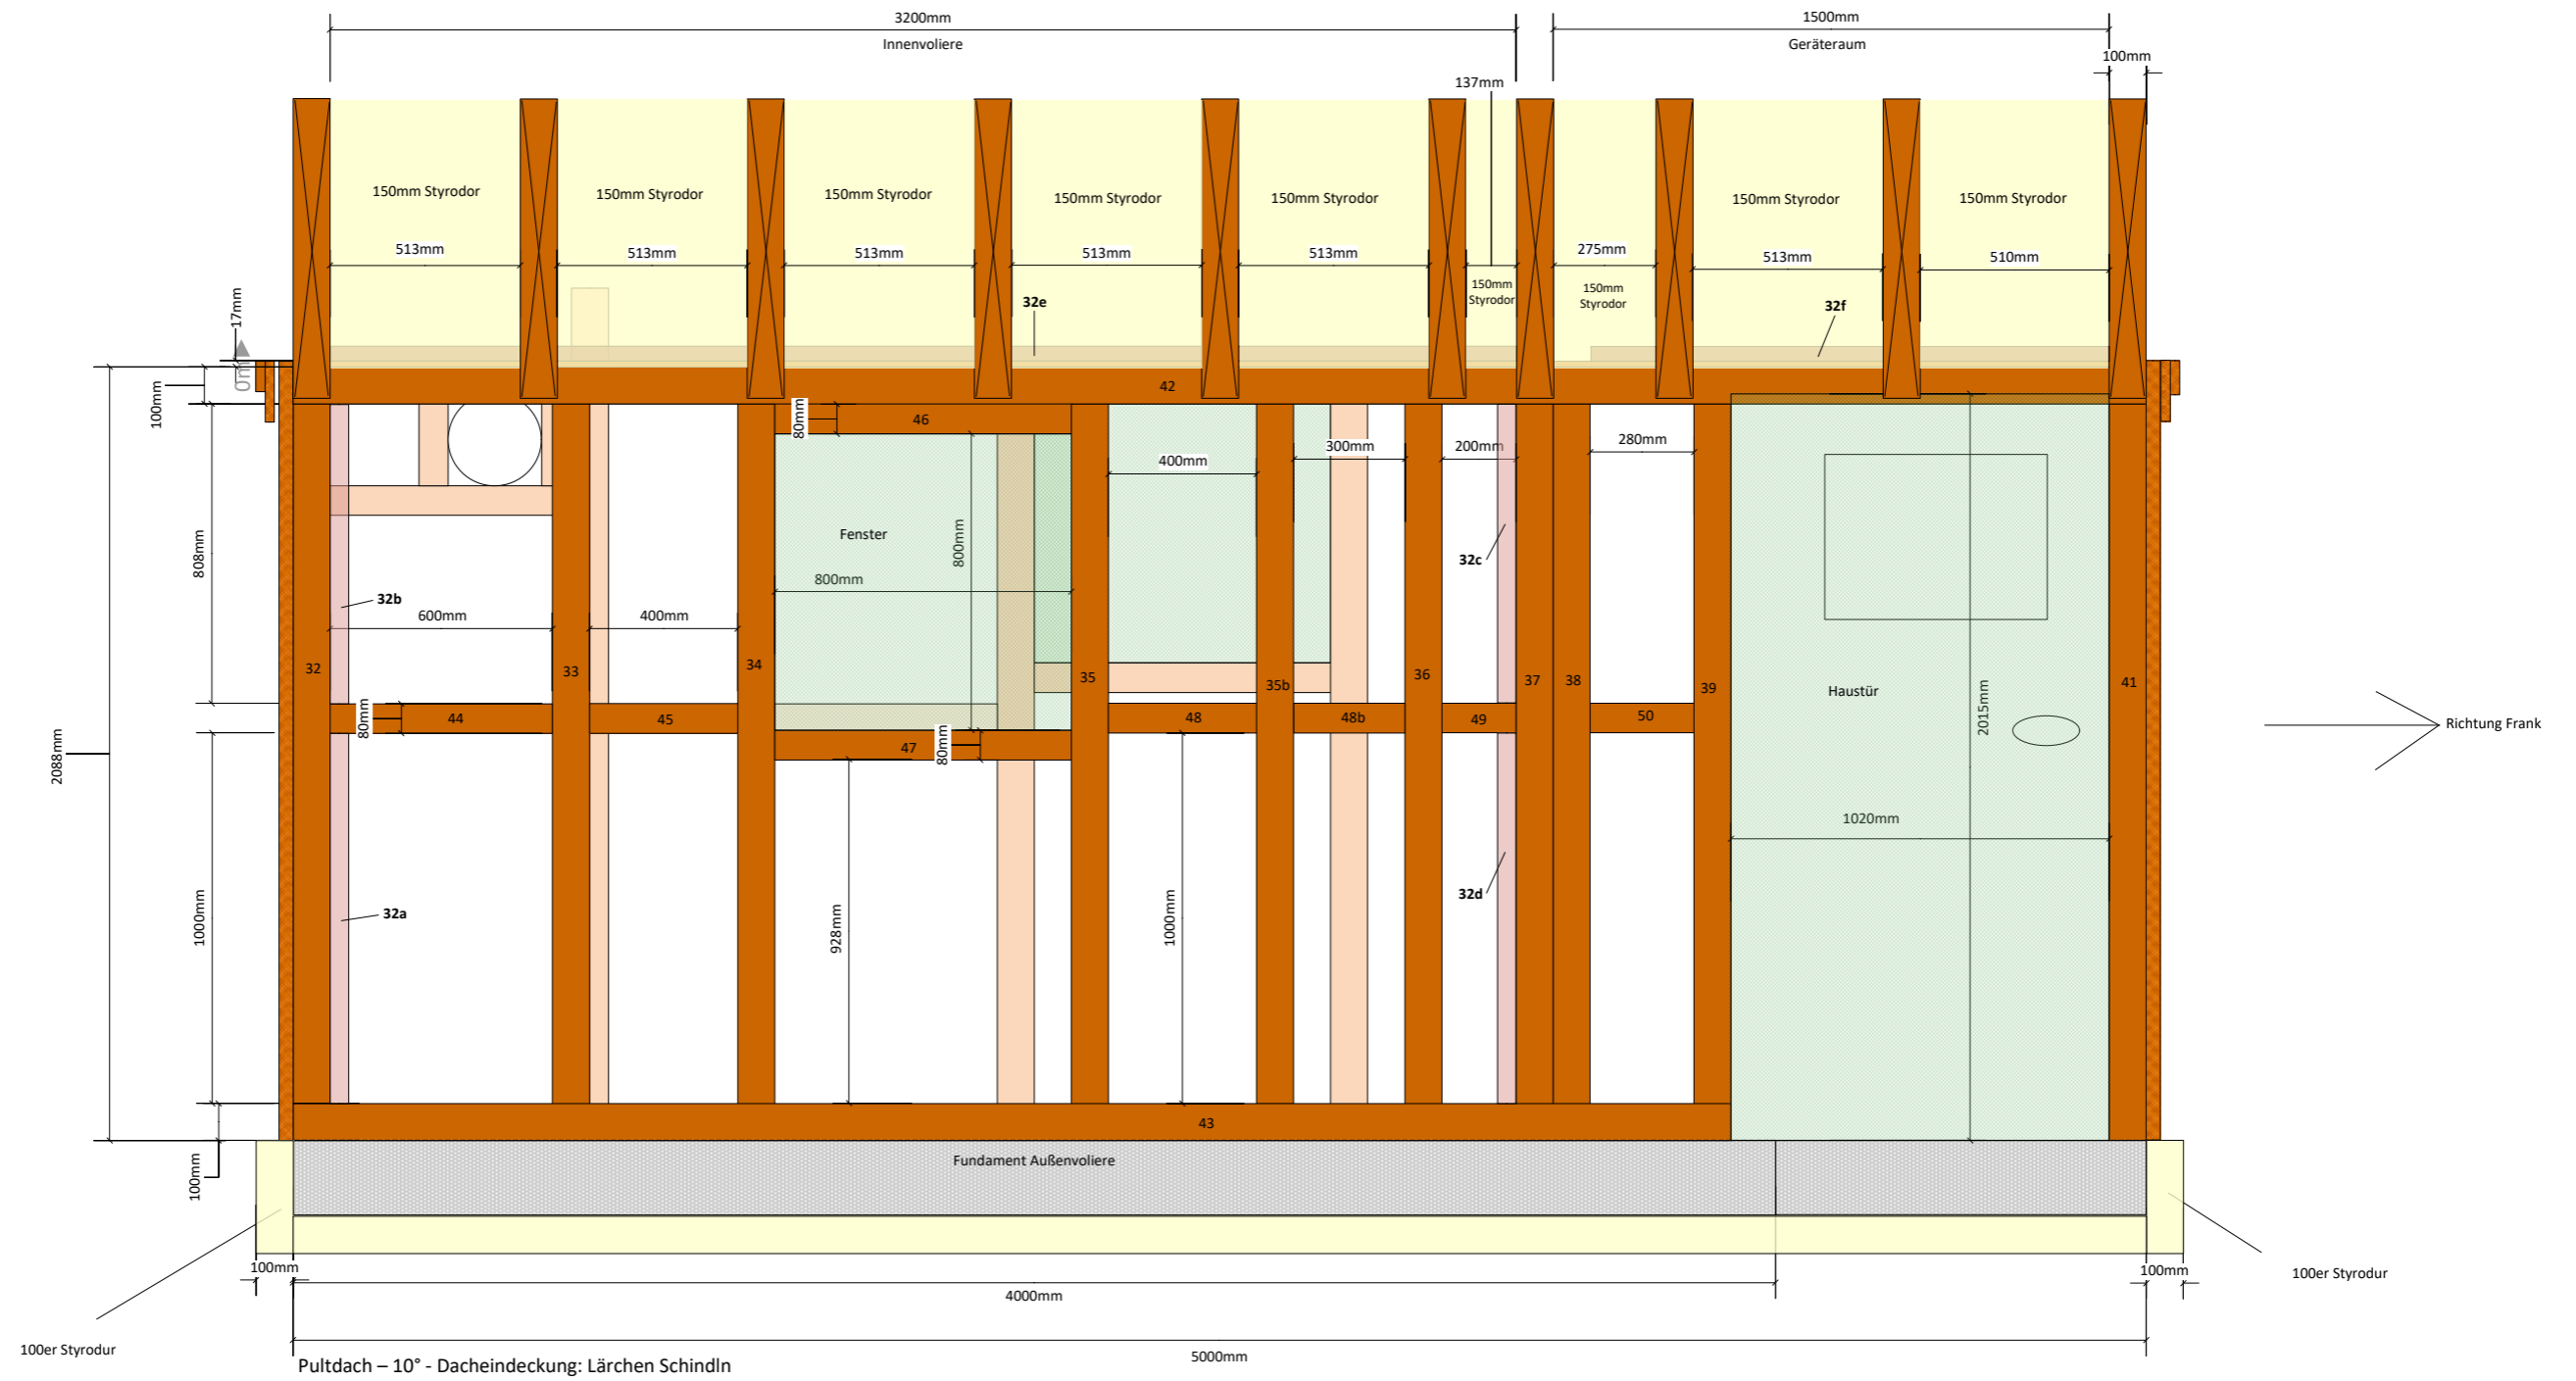 3200mm
Innenvoliere
1500mm
Geräteraum
100mm
137mm
150mm Styrodor
150mm Styrodor
150mm Styrodor
150mm Styrodor
150mm Styrodor
150mm Styrodor
150mm Styrodor
513mm
513mm
513mm
513mm
513mm
275mm
513mm
510mm
150mm
Styrodor
150mm
Styrodor
32e
32f
17mm
0m
100mm
42
80mm
46
400mm
300mm
200mm
280mm
808mm
Fenster
800mm
800mm
32c
32b
600mm
400mm
32
33
34
35
35b
36
37
38
39
41
Haustür
2015mm
2088mm
80mm
44
45
48
48b
49
50
47
80mm
Richtung Frank
1020mm
32a
32d
1000mm
928mm
1000mm
43
100mm
Fundament Außenvoliere
100mm
100mm
100er Styrodur
4000mm
100er Styrodur
5000mm
Pultdach – 10° - Dacheindeckung: Lärchen Schindln